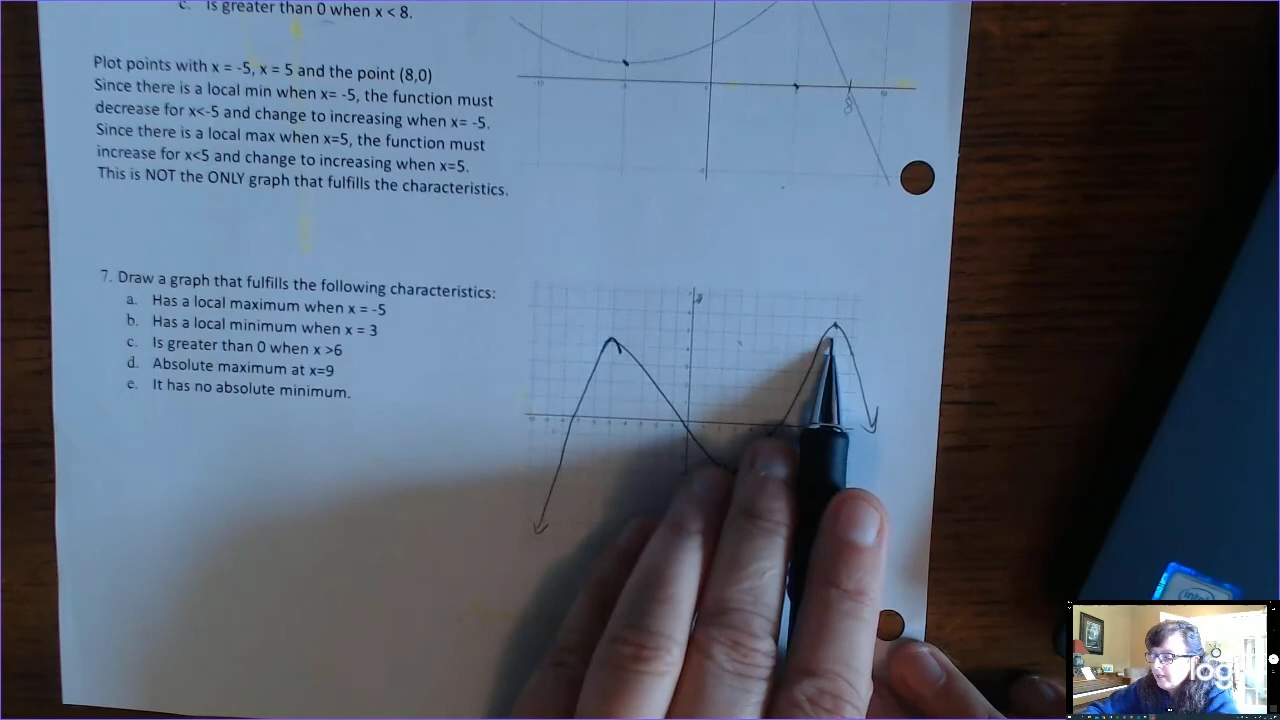 c. Is greater than 0 when x < 8.
Plot points with x = -5, x = 5 and the point (8,0)
Since there is a local min when x= -5, the function must
decrease for x<-5 and change to increasing when x= -5.
Since there is a local max when x=5, the function must
increase for x<5 and change to increasing when x=5.
This is NOT the ONLY graph that fulfills the characteristics.
8
7. Draw a graph that fulfills the following characteristics:
a. Has a local maximum when x = -5
b. Has a local minimum when x = 3
c. Is greater than 0 when x >6
d. Absolute maximum at x=9
e. It has no absolute minimum.
intel
log